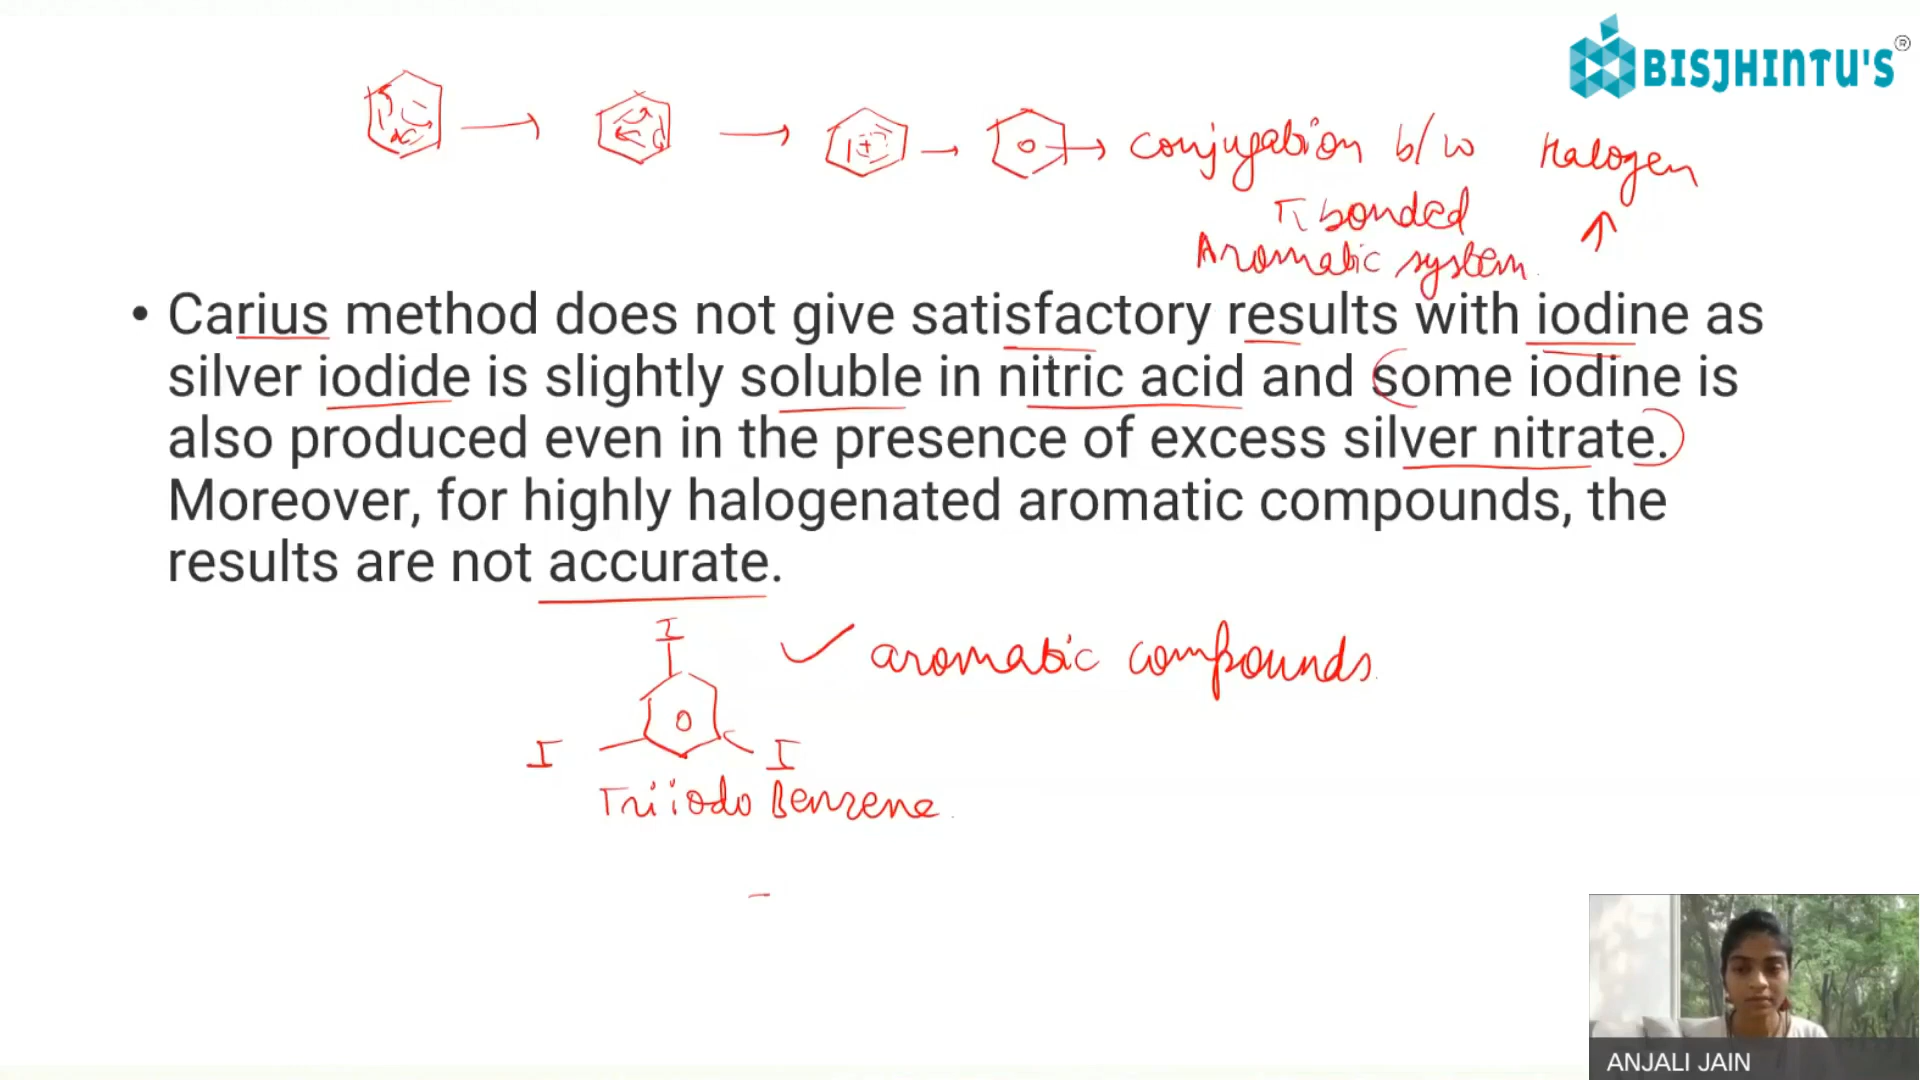 BISJHINTU'S®
conjugation b/w Halogen
π bonded
Aromatic system.
• Carius method does not give satisfactory results with iodine as
silver iodide is slightly soluble in nitric acid and some iodine is
also produced even in the presence of excess silver nitrate.
Moreover, for highly halogenated aromatic compounds, the
results are not accurate.
I
aromatic compounds.
I I
Triiodo Benzene.
ANJALI JAIN